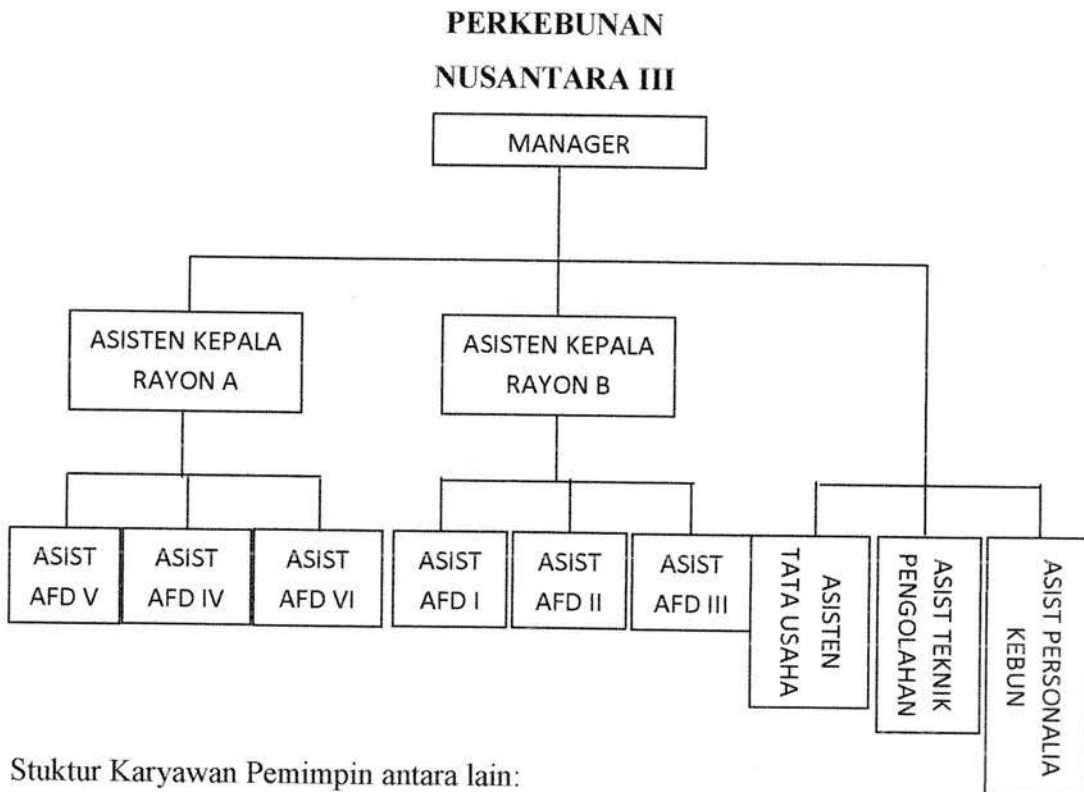 PERKEBUNAN
NUSANTARA III
MANAGER
ASISTEN KEPALA
RAYON A
ASISTEN KEPALA
RAYON B
ASIST
AFD V
ASIST
AFD IV
ASIST
AFD VI
ASIST
AFD I
ASIST
AFD II
ASIST
AFD III
ASISTEN
TATA USAHA
ASIST TEKNIK
PENGOLAHAN
ASIST PERSONALIA
KEBUN
Stuktur Karyawan Pemimpin antara lain: